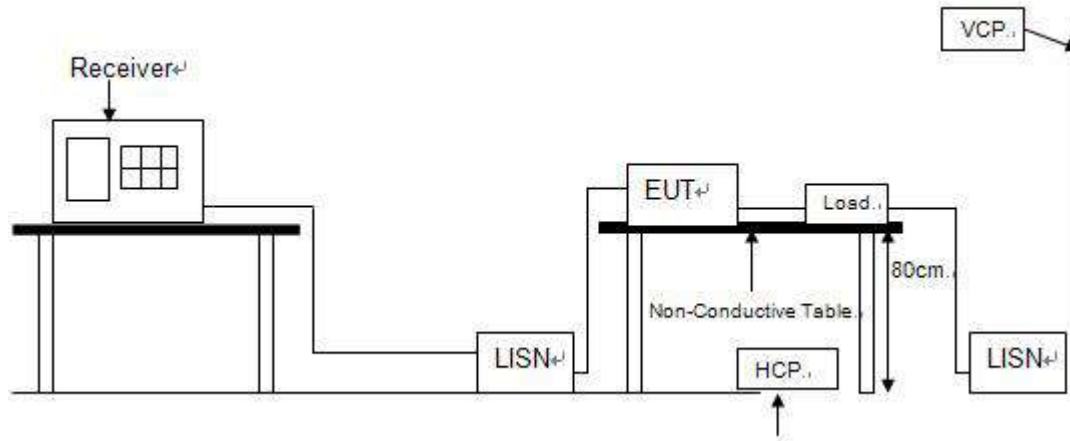 VCP.
Receiver↵
EUT↵
Load.
80cm.
Non-Conductive Table.
LISN↵
HCP.
LISN↵